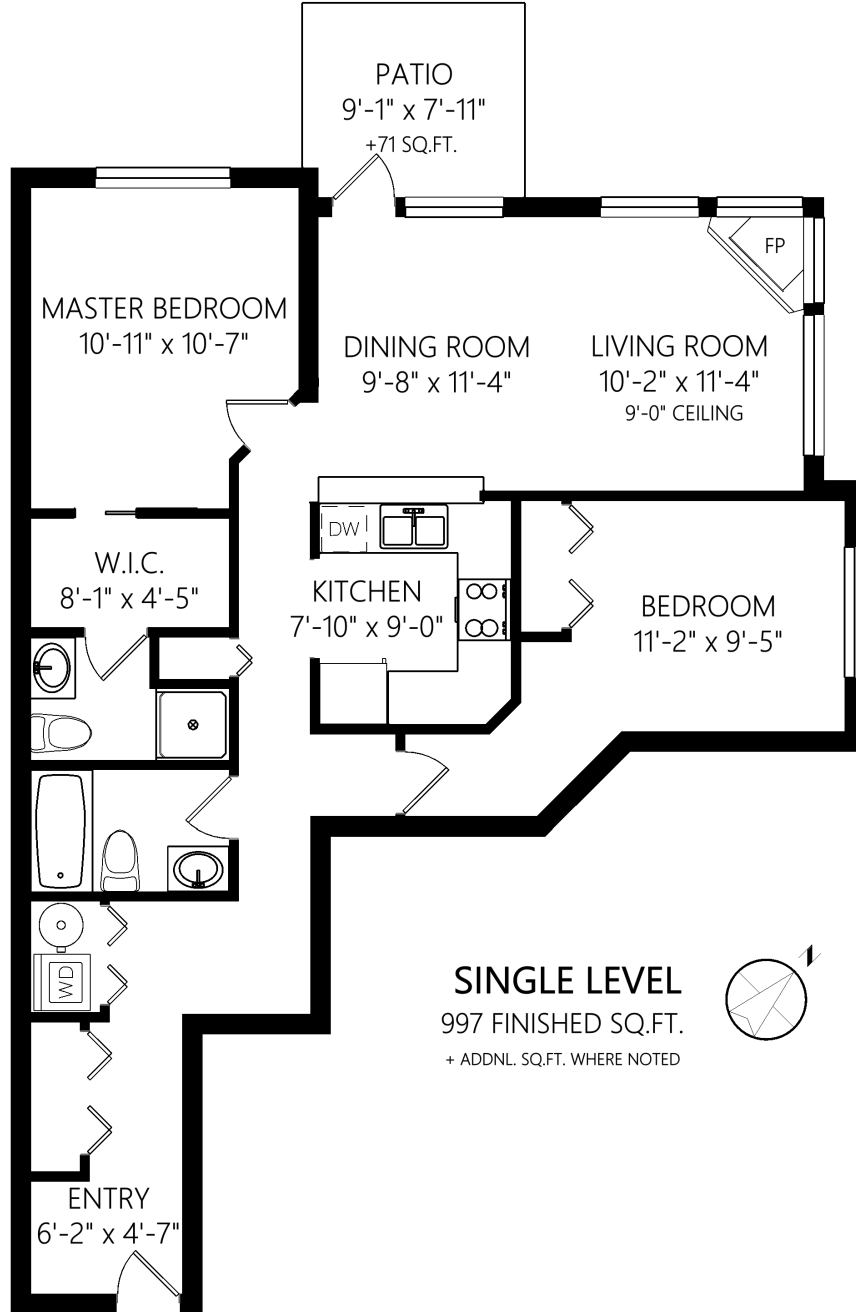 PATIO
9'-1" x 7'-11"
+71 SQ.FT.
FP
MASTER BEDROOM
10'-11" x 10'-7"
DINING ROOM
9'-8" x 11'-4"
LIVING ROOM
10'-2" x 11'-4"
9'-0" CEILING
DW
W.I.C.
8'-1" x 4'-5"
KITCHEN
7'-10" x 9'-0"
BEDROOM
11'-2" x 9'-5"
WD
SINGLE LEVEL
997 FINISHED SQ.FT.
+ ADDNL. SQ.FT. WHERE NOTED
N
ENTRY
6'-2" x 4'-7"